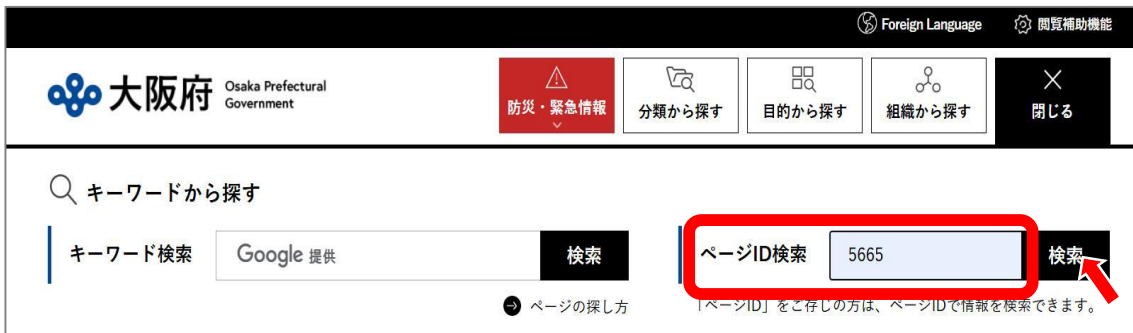 Foreign Language 閲覧補助機能
大阪府 Osaka Prefectural
Government
防災・緊急情報
分類から探す
目的から探す
組織から探す
閉じる
キーワードから探す
キーワード検索 Google 提供 検索
ページID検索 5665 検索
ページの探し方
「ページID」をご存じの方は、ページIDで情報を検索できます。